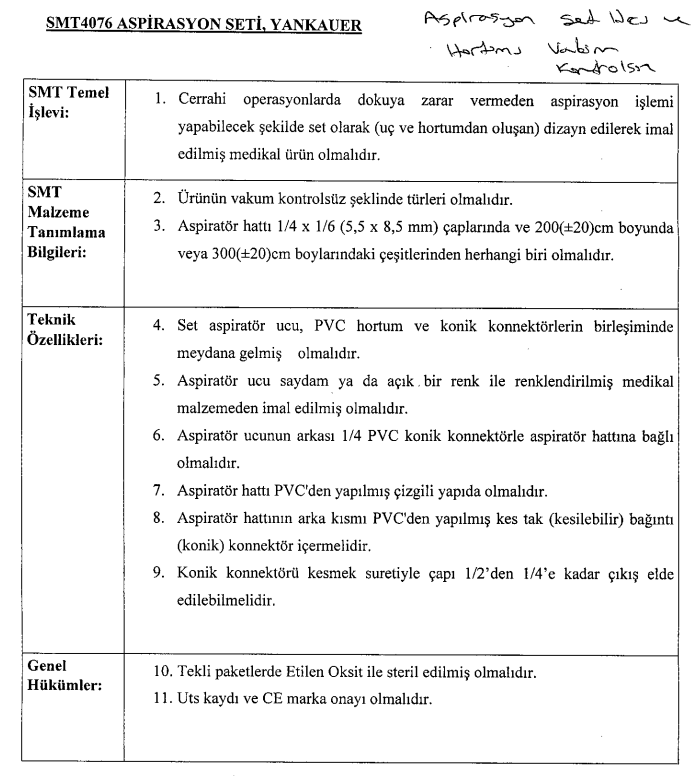 SMT4076 ASPİRASYON SETİ, YANKAUER
Aspirasyon set ucu ve
Hortumu Vakum
Kontrolsüz
SMT Temel
İşlevi:
1. Cerrahi operasyonlarda dokuya zarar vermeden aspirasyon işlemi
yapabilecek şekilde set olarak (uç ve hortumdan oluşan) dizayn edilerek imal
edilmiş medikal ürün olmalıdır.
SMT
Malzeme
Tanımlama
Bilgileri:
2. Ürünün vakum kontrolsüz şeklinde türleri olmalıdır.
3. Aspiratör hattı 1/4 x 1/6 (5,5 x 8,5 mm) çaplarında ve 200(±20)cm boyunda
veya 300(±20)cm boylarındaki çeşitlerinden herhangi biri olmalıdır.
Teknik
Özellikleri:
4. Set aspiratör ucu, PVC hortum ve konik konnektörlerin birleşiminde
meydana gelmiş olmalıdır.
5. Aspiratör ucu saydam ya da açık bir renk ile renklendirilmiş medikal
malzemeden imal edilmiş olmalıdır.
6. Aspiratör ucunun arkası 1/4 PVC konik konnektörle aspiratör hattına bağlı
olmalıdır.
7. Aspiratör hattı PVC'den yapılmış çizgili yapıda olmalıdır.
8. Aspiratör hattının arka kısmı PVC'den yapılmış kes tak (kesilebilir) bağıntı
(konik) konnektör içermelidir.
9. Konik konnektörü kesmek suretiyle çapı 1/2’den 1/4’e kadar çıkış elde
edilebilmelidir.
Genel
Hükümler:
10. Tekli paketlerde Etilen Oksit ile steril edilmiş olmalıdır.
11. Uts kaydı ve CE marka onayı olmalıdır.